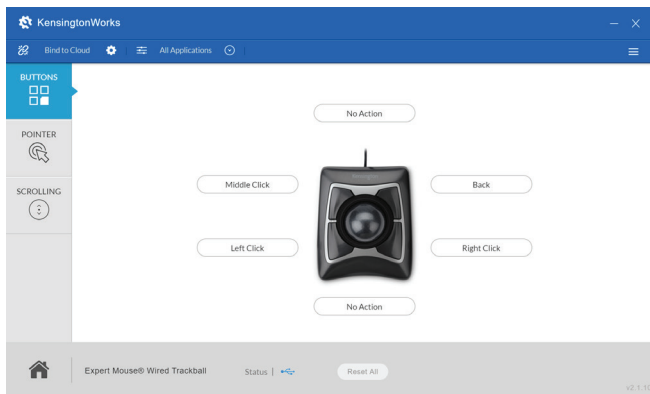 KensingtonWorks
Bind to Cloud
All Applications
BUTTONS
POINTER
SCROLLING
No Action
Kensington
Middle Click
Back
Left Click
Right Click
No Action
Expert Mouse® Wired Trackball
Status |
Reset All